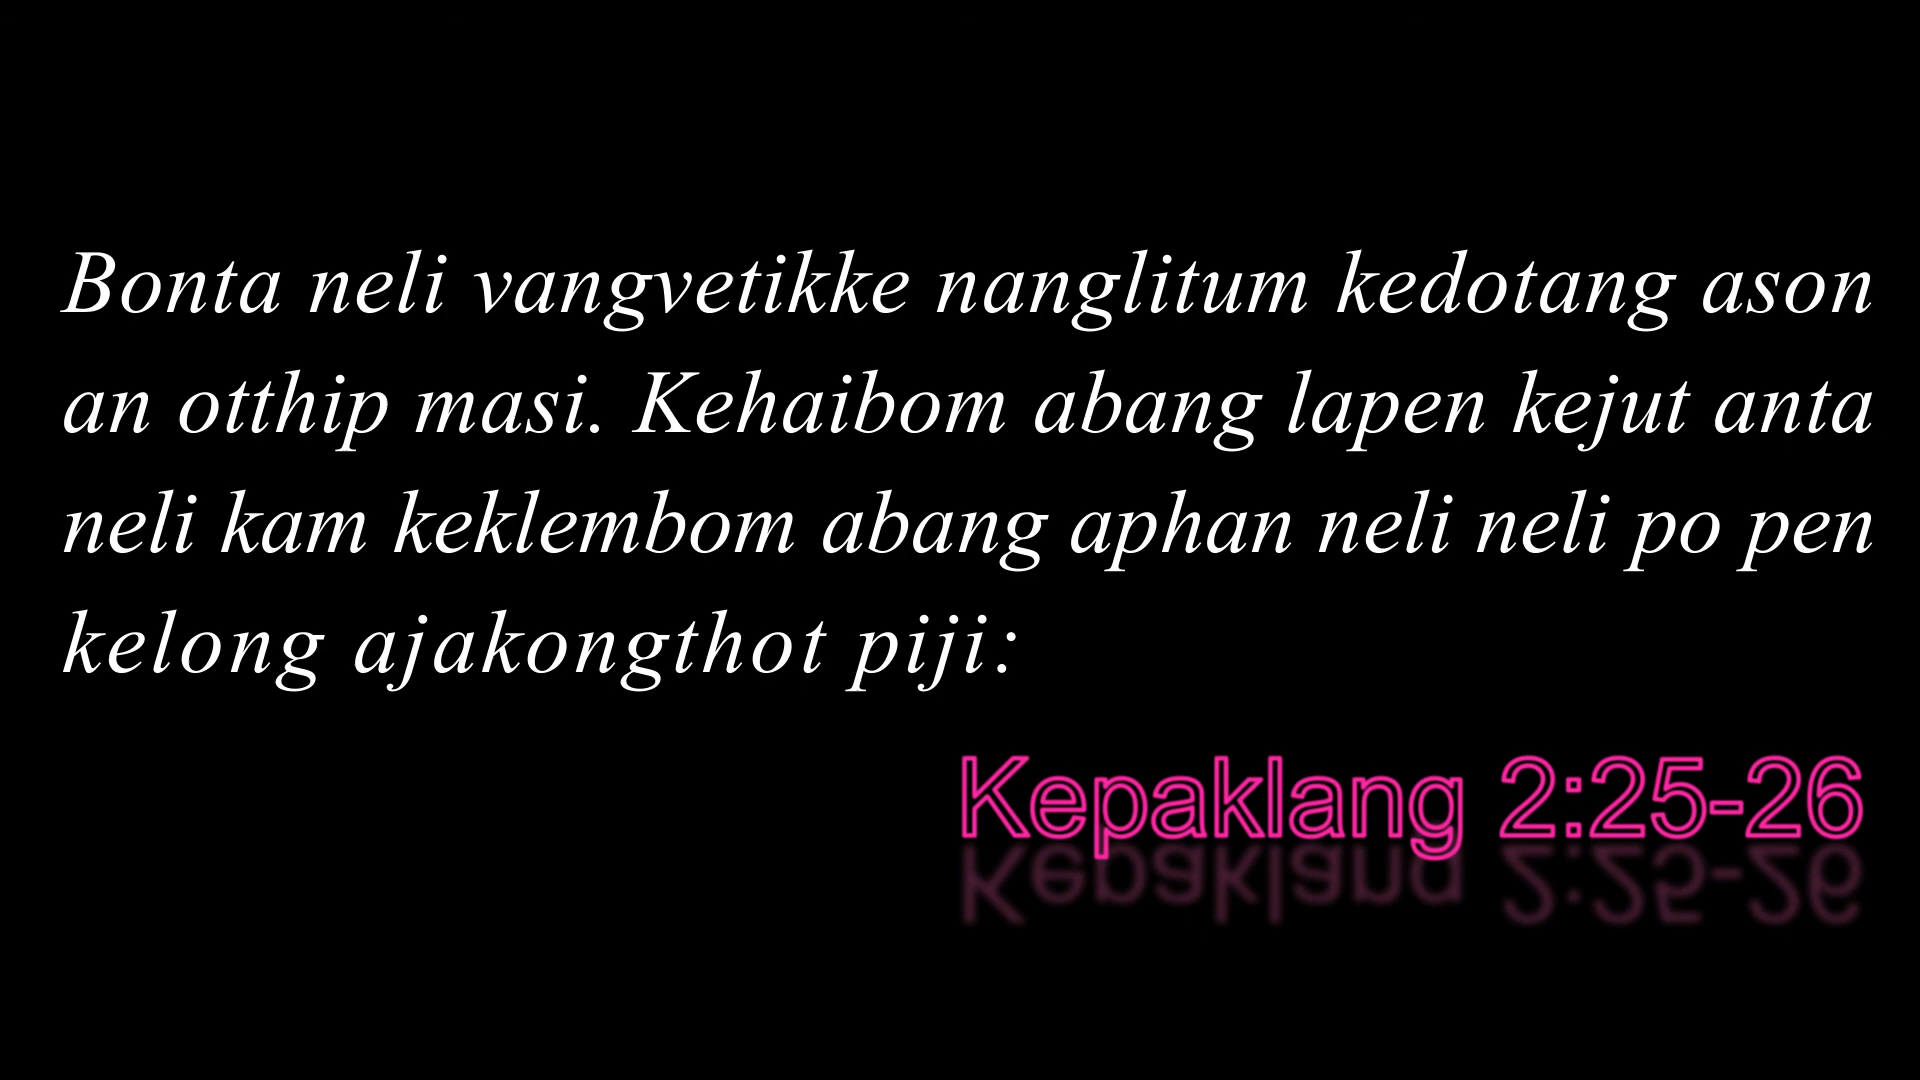 Bonta neli vangvetikke nanglitum kedotang ason
an otthip masi. Kehaibom abang lapen kejut anta
neli kam keklembom abang aphan neli neli po pen
kelong ajakongthot piji:
Kepaklang 2:25-26